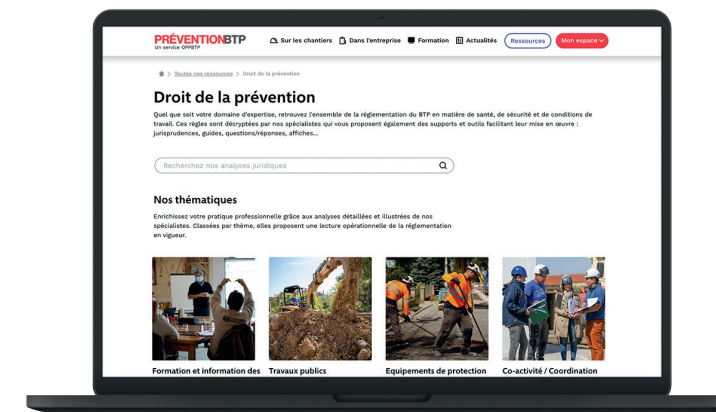 PRÉVENTIONBTP
Un service OPPBTP
Sur les chantiers Dans l'entreprise Formation Actualités Ressources Mon espace
> Toutes nos ressources > Droit de la prévention
Droit de la prévention
Quel que soit votre domaine d'expertise, retrouvez l'ensemble de la réglementation du BTP en matière de santé, de sécurité et de conditions de
travail. Ces règles sont décryptées par nos spécialistes qui vous proposent également des supports et outils facilitant leur mise en œuvre :
jurisprudences, guides, questions/réponses, affiches...
Recherchez nos analyses juridiques
Nos thématiques
Enrichissez votre pratique professionnelle grâce aux analyses détaillées et illustrées de nos
spécialistes. Classées par thème, elles proposent une lecture opérationnelle de la réglementation
en vigueur.
Formation et information des Travaux publics Equipements de protection Co-activité / Coordination